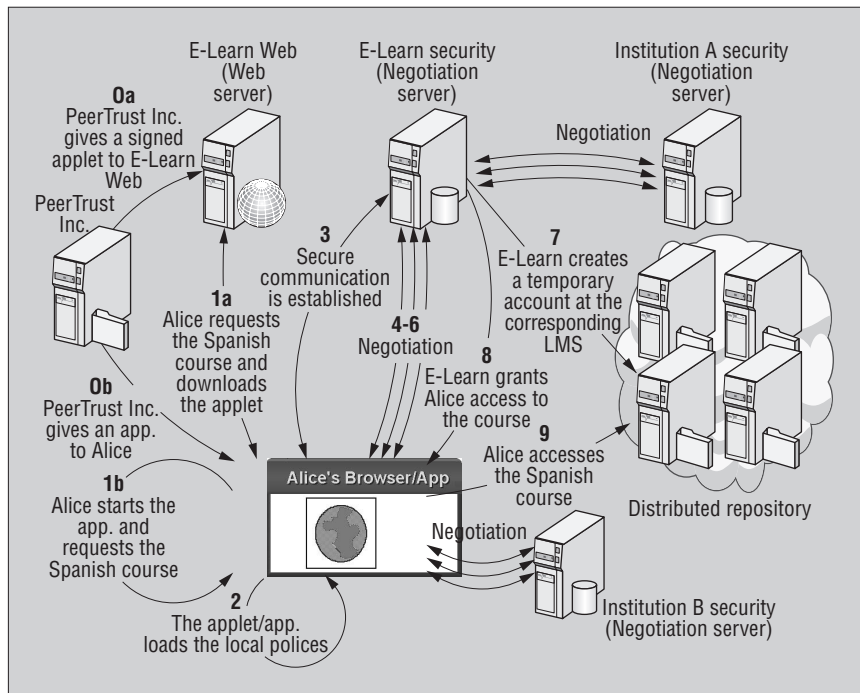 E-Learn Web
(Web
server)
E-Learn security
(Negotiation
server)
Institution A security
(Negotiation
server)
0a
PeerTrust Inc.
gives a signed
applet to E-Learn
Web
PeerTrust
Inc.
Negotiation
3
Secure
communication
is established
7
E-Learn creates
a temporary
account at the
corresponding
LMS
1a
Alice requests
the Spanish
course and
downloads
the applet
4-6
Negotiation
8
E-Learn grants
Alice access to
the course
0b
PeerTrust Inc.
gives an app.
to Alice
9
Alice accesses
the Spanish
course
Distributed repository
1b
Alice starts the
app. and
requests the
Spanish course
Alice's Browser/App
Negotiation
2
The applet/app.
loads the local polices
Institution B security
(Negotiation server)